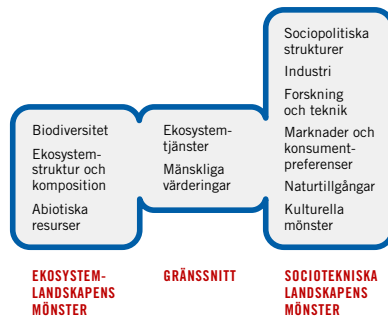 Biodiversitet
Ekosystem-
struktur och
komposition
Abiotiska
resurser
Ekosystem-
tjänster
Mänskliga
värderingar
Sociopolitiska
strukturer
Industri
Forskning
och teknik
Marknader och
konsument-
preferenser
Naturtillgångar
Kulturella
mönster
EKOSYSTEM-
LANDSKAPENS
MÖNSTER
GRÄNSSNITT
SOCIOTEKNISKA
LANDSKAPENS
MÖNSTER